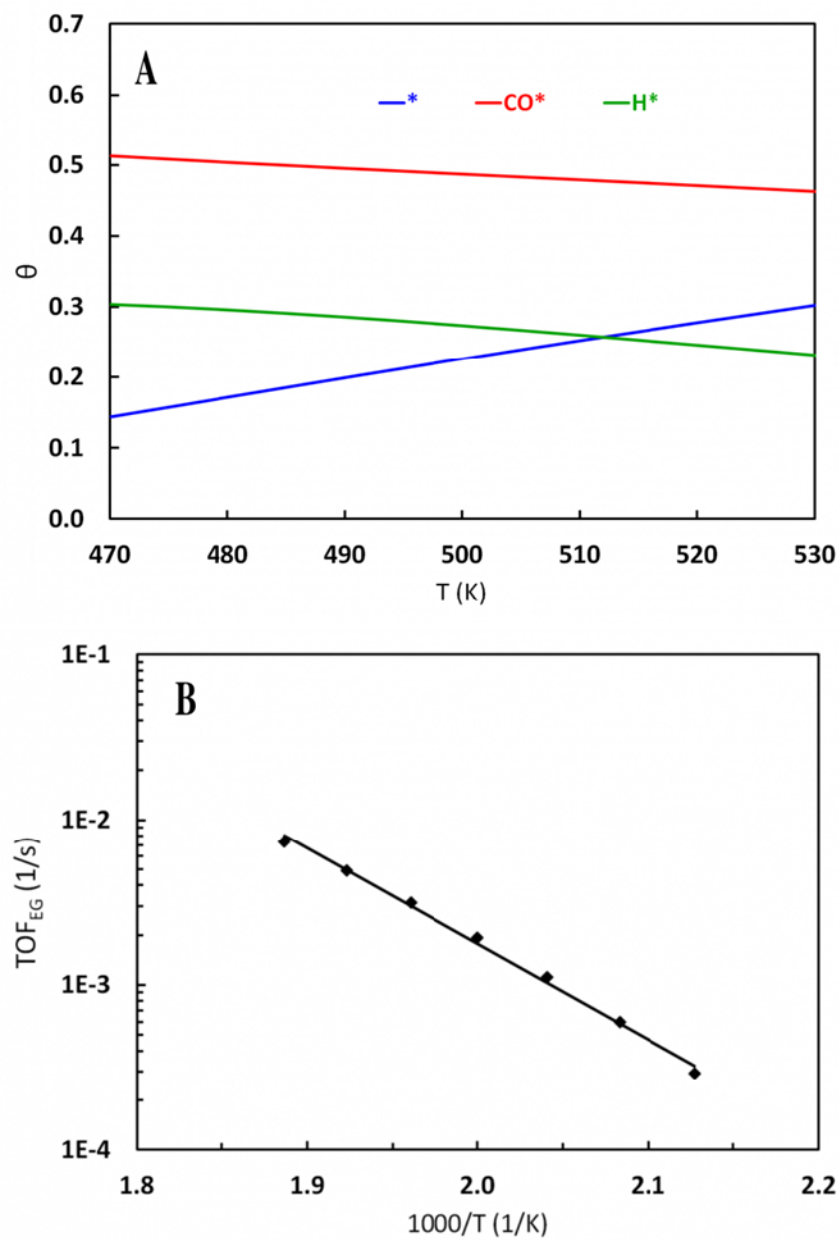 A
* CO* H*
0.7
0.6
0.5
0.4
0.3
0.2
0.1
0.0
θ
470 480 490 500 510 520 530
T (K)
B
1E-1
1E-2
1E-3
1E-4
TOF_EG (1/s)
1.8 1.9 2.0 2.1 2.2
1000/T (1/K)